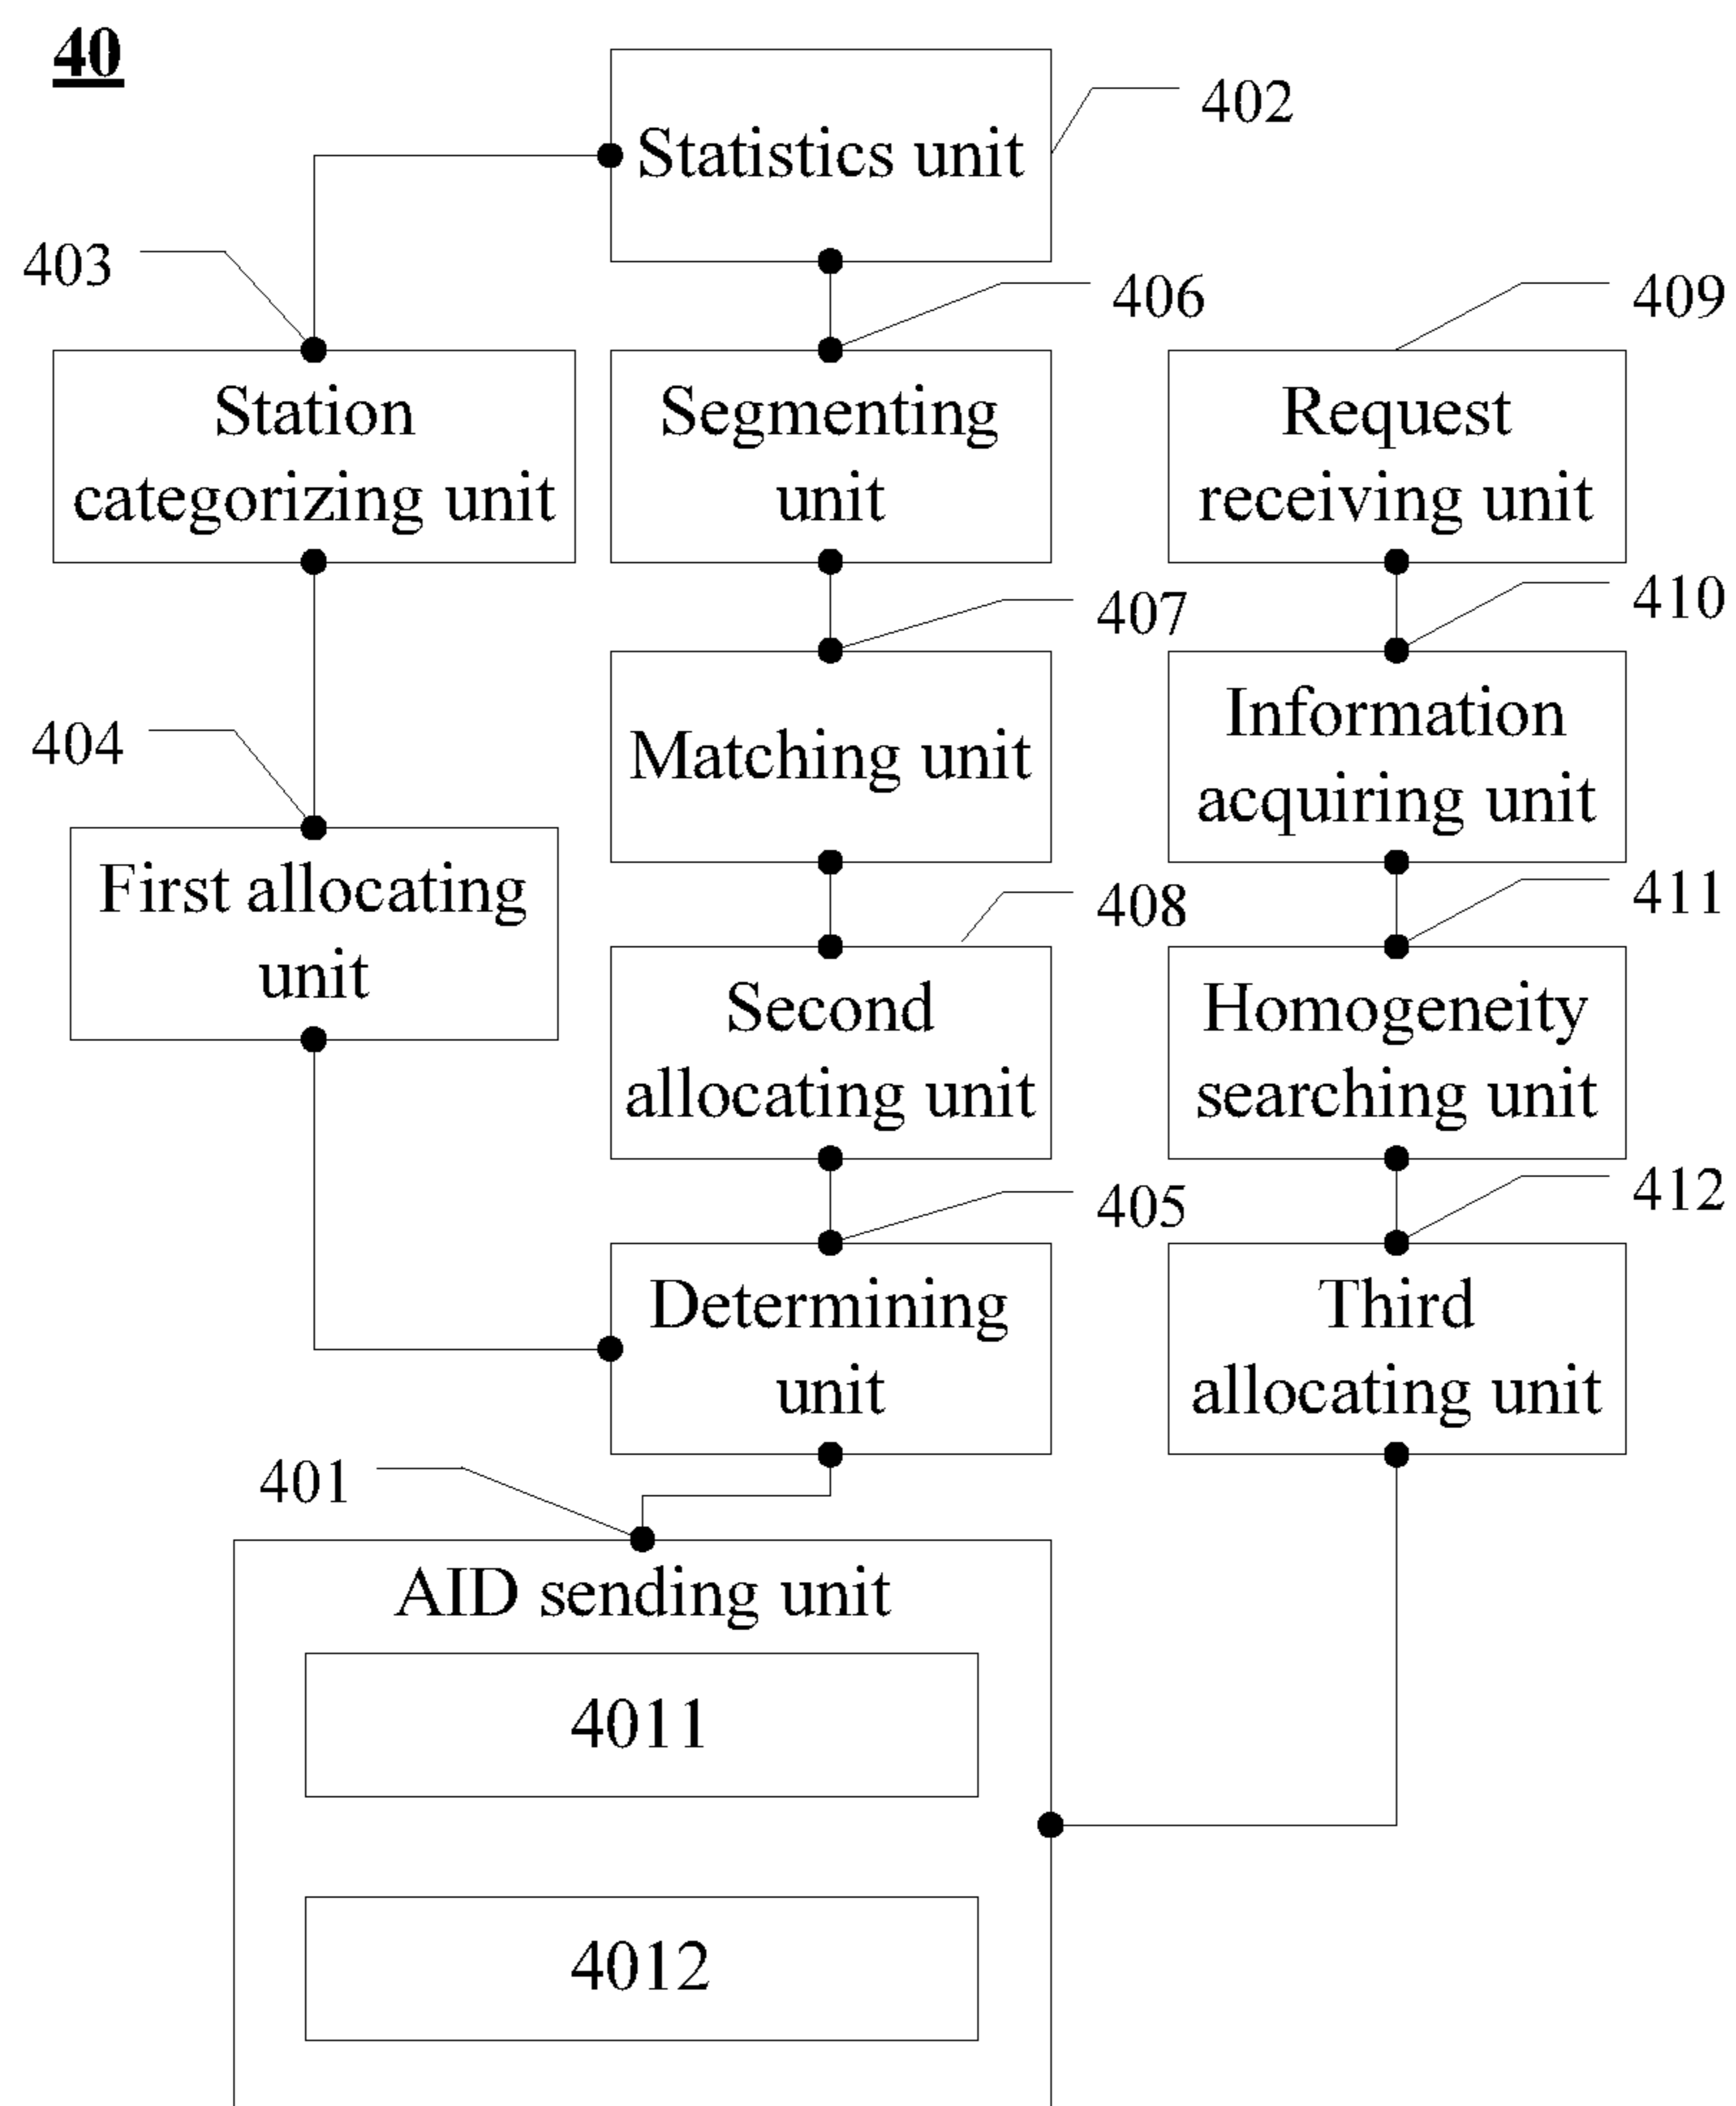 40
Statistics unit
402
403
406
409
Station
categorizing unit
Segmenting
unit
Request
receiving unit
407
410
404
Matching unit
Information
acquiring unit
First allocating
unit
408
411
Second
allocating unit
Homogeneity
searching unit
405
412
Determining
unit
Third
allocating unit
401
AID sending unit
4011
4012